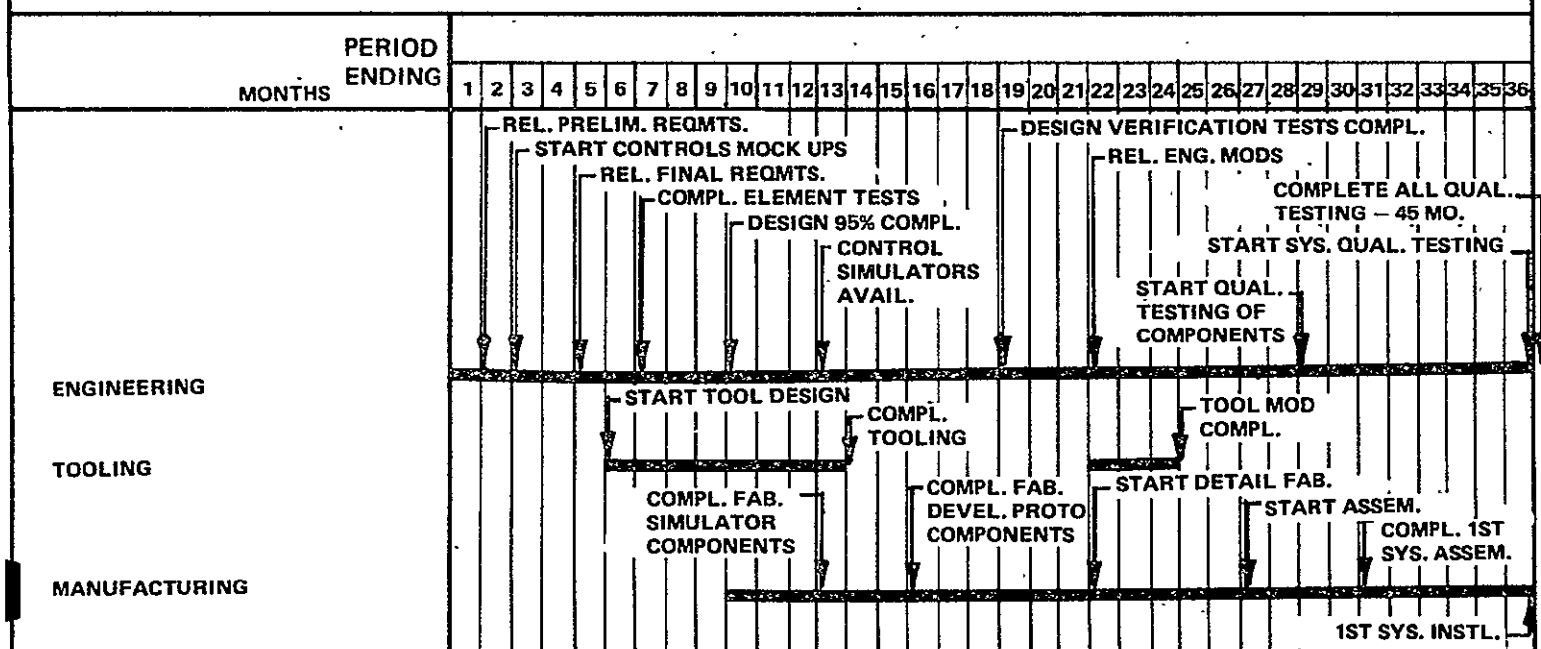 PERIOD
ENDING
MONTHS
1 2 3 4 5 6 7 8 9 10 11 12 13 14 15 16 17 18 19 20 21 22 23 24 25 26 27 28 29 30 31 32 33 34 35 36
REL. PRELIM. REQMTS.
START CONTROLS MOCK UPS
REL. FINAL REQMTS.
COMPL. ELEMENT TESTS
DESIGN 95% COMPL.
CONTROL
SIMULATORS
AVAIL.
DESIGN VERIFICATION TESTS COMPL.
REL. ENG. MODS
COMPLETE ALL QUAL.
TESTING – 45 MO.
START SYS. QUAL. TESTING
START QUAL.
TESTING OF
COMPONENTS
ENGINEERING
START TOOL DESIGN
COMPL.
TOOLING
TOOL MOD
COMPL.
TOOLING
COMPL. FAB.
SIMULATOR
COMPONENTS
COMPL. FAB.
DEVEL. PROTO
COMPONENTS
START DETAIL FAB.
START ASSEM.
COMPL. 1ST
SYS. ASSEM.
MANUFACTURING
1ST SYS. INSTL.